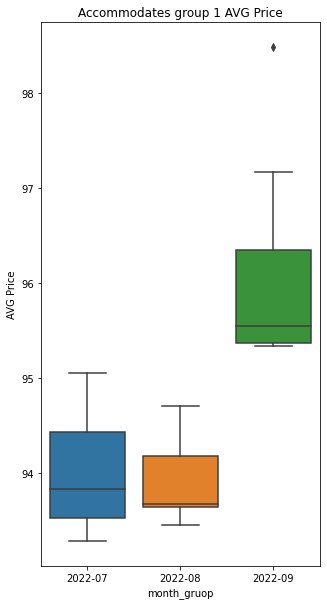 Accommodates group 1 AVG Price
98
97
96
95
94
AVG Price
2022-07 2022-08 2022-09
month_gruop